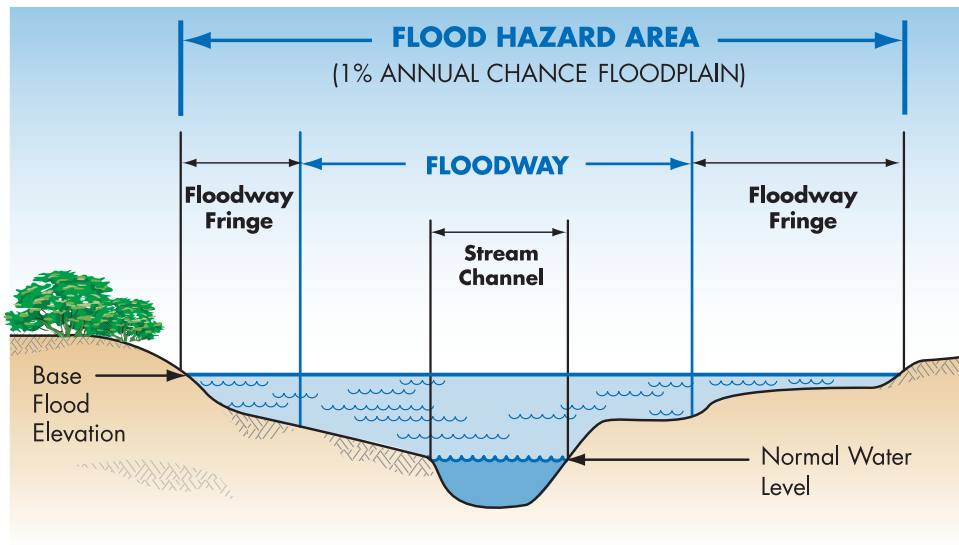 FLOOD HAZARD AREA
(1% ANNUAL CHANCE FLOODPLAIN)
FLOODWAY
Floodway
Fringe
Floodway
Fringe
Stream
Channel
Base
Flood
Elevation
Normal Water
Level